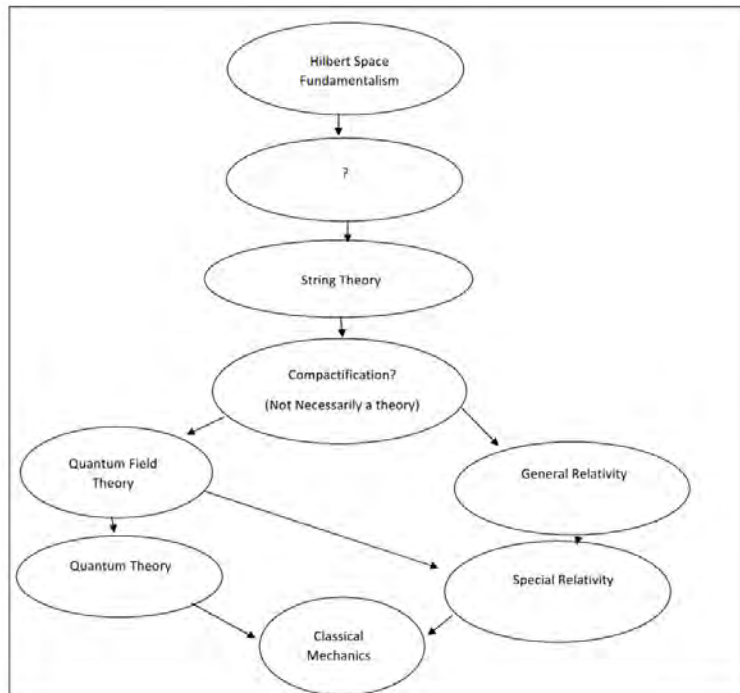 Hilbert Space
Fundamentalism
?
String Theory
Compactification?
(Not Necessarily a theory)
Quantum Field
Theory
General Relativity
Quantum Theory
Special Relativity
Classical
Mechanics